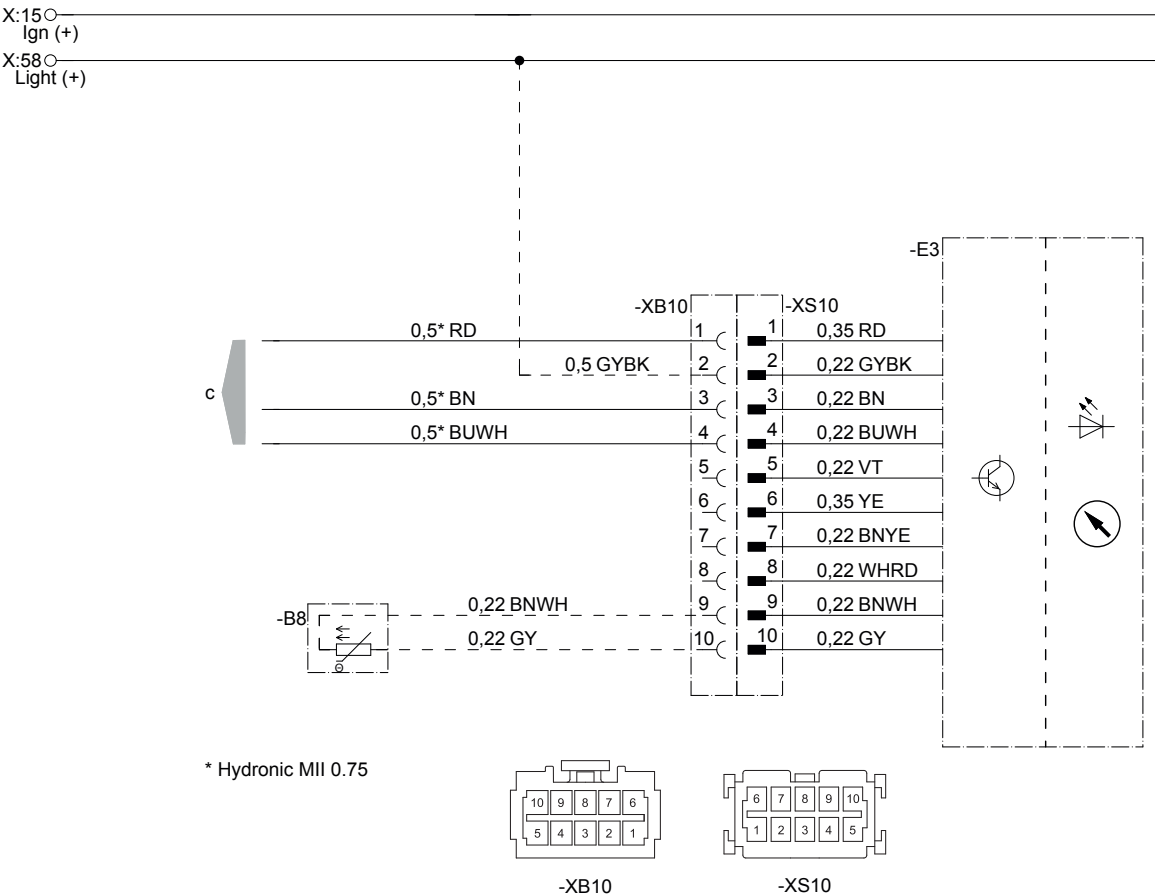 X:15
Ign (+)
X:58
Light (+)
-E3
-XB10
-XS10
0,5* RD 1 1 0,35 RD
0,5 GYBK 2 2 0,22 GYBK
c
0,5* BN 3 3 0,22 BN
0,5* BUWH 4 4 0,22 BUWH
5 5 0,22 VT
6 6 0,35 YE
7 7 0,22 BNYE
8 8 0,22 WHRD
-B8
0,22 BNWH 9 9 0,22 BNWH
0,22 GY 10 10 0,22 GY
* Hydronic MII 0.75
10 9 8 7 6
5 4 3 2 1
-XB10
6 7 8 9 10
1 2 3 4 5
-XS10